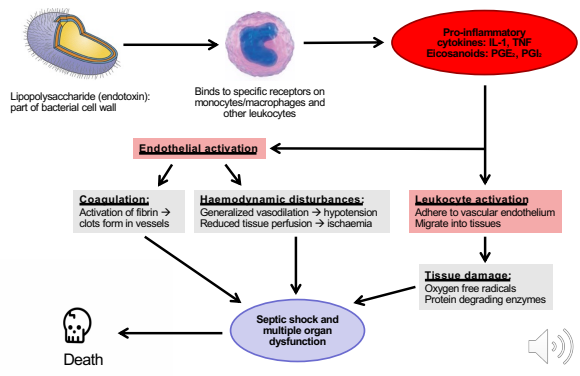 Pro-inflammatory
cytokines: IL-1, TNF
Eicosanoids: PGE₂, PGI₂
Lipopolysaccharide (endotoxin):
part of bacterial cell wall
Binds to specific receptors on
monocytes/macrophages and
other leukocytes
Endothelial activation
Coagulation:
Activation of fibrin →
clots form in vessels
Haemodynamic disturbances:
Generalized vasodilation → hypotension
Reduced tissue perfusion → ischaemia
Leukocyte activation
Adhere to vascular endothelium
Migrate into tissues
Tissue damage:
Oxygen free radicals
Protein degrading enzymes
Septic shock and
multiple organ
dysfunction
Death